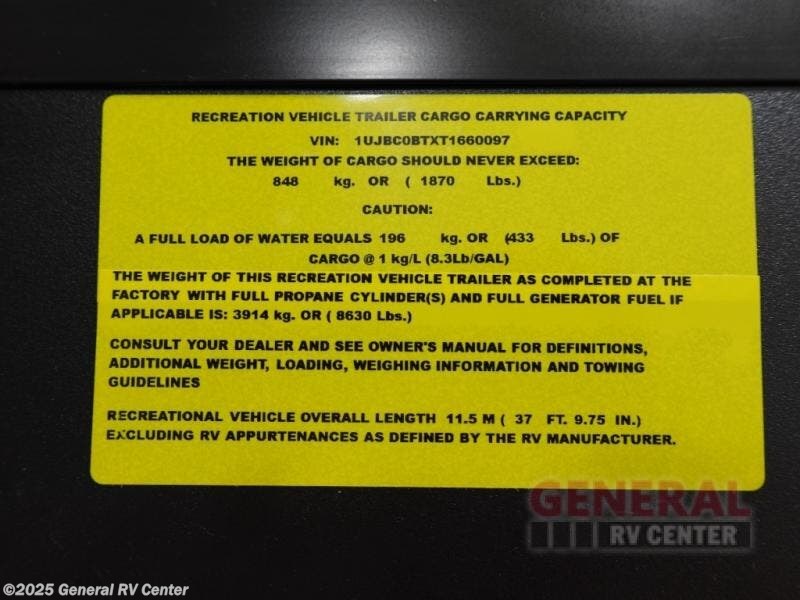 RECREATION VEHICLE TRAILER CARGO CARRYING CAPACITY
VIN: 1UJBC0BTXT1660097
THE WEIGHT OF CARGO SHOULD NEVER EXCEED:
848 kg. OR ( 1870 Lbs.)
CAUTION:
A FULL LOAD OF WATER EQUALS 196 kg. OR (433 Lbs.) OF
CARGO @ 1 kg/L (8.3Lb/GAL)
THE WEIGHT OF THIS RECREATION VEHICLE TRAILER AS COMPLETED AT THE
FACTORY WITH FULL PROPANE CYLINDER(S) AND FULL GENERATOR FUEL IF
APPLICABLE IS: 3914 kg. OR ( 8630 Lbs.)
CONSULT YOUR DEALER AND SEE OWNER'S MANUAL FOR DEFINITIONS,
ADDITIONAL WEIGHT, LOADING, WEIGHING INFORMATION AND TOWING
GUIDELINES
RECREATIONAL VEHICLE OVERALL LENGTH 11.5 M ( 37 FT. 9.75 IN.)
EXCLUDING RV APPURTENANCES AS DEFINED BY THE RV MANUFACTURER.
GENERAL
RV CENTER
©2025 General RV Center